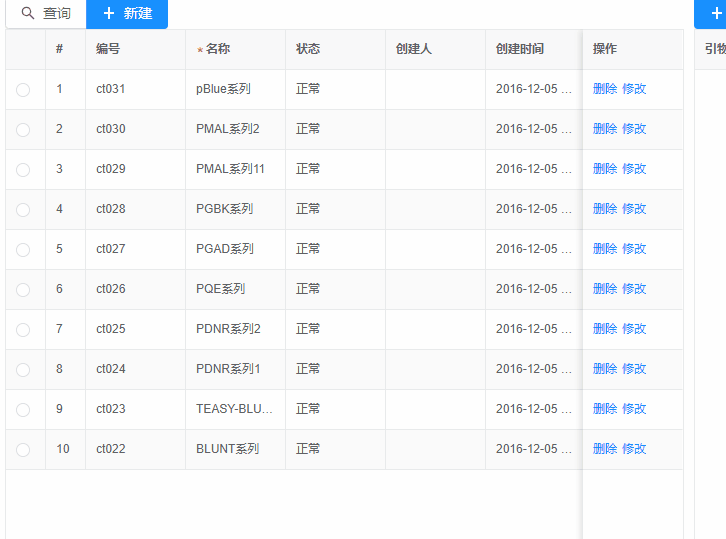 查询 + 新建 +
# 编号 * 名称 状态 创建人 创建时间 操作 引物
1 ct031 pBlue系列 正常 2016-12-05 ... 删除 修改
2 ct030 PMAL系列2 正常 2016-12-05 ... 删除 修改
3 ct029 PMAL系列11 正常 2016-12-05 ... 删除 修改
4 ct028 PGBK系列 正常 2016-12-05 ... 删除 修改
5 ct027 PGAD系列 正常 2016-12-05 ... 删除 修改
6 ct026 PQE系列 正常 2016-12-05 ... 删除 修改
7 ct025 PDNR系列2 正常 2016-12-05 ... 删除 修改
8 ct024 PDNR系列1 正常 2016-12-05 ... 删除 修改
9 ct023 TEASY-BLU... 正常 2016-12-05 ... 删除 修改
10 ct022 BLUNT系列 正常 2016-12-05 ... 删除 修改